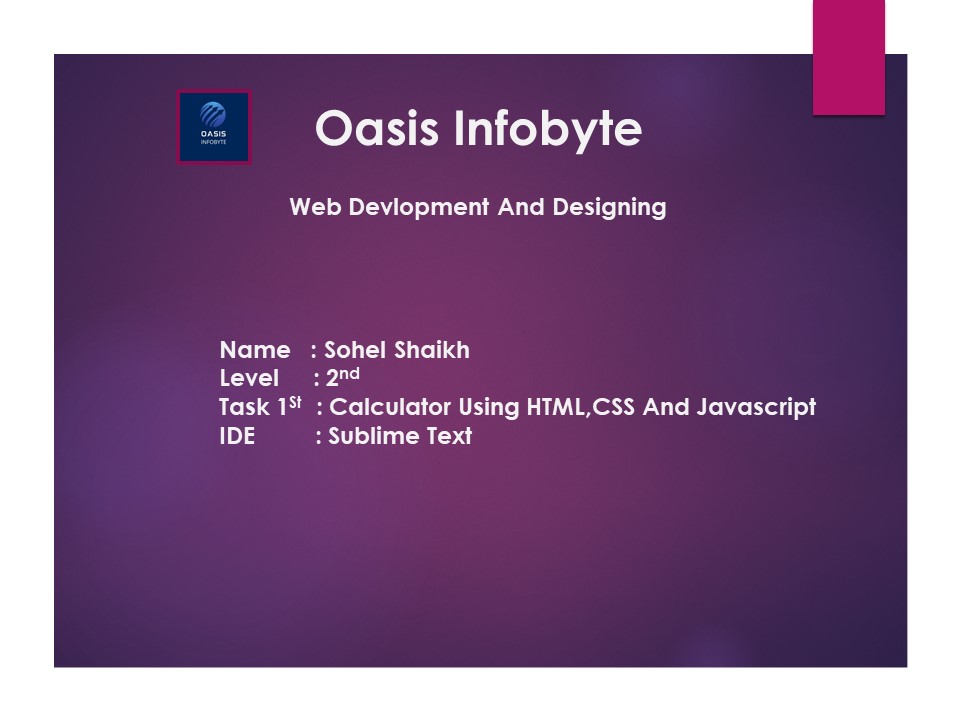 OASIS
INFOBYTE
Oasis Infobyte
Web Devlopment And Designing
Name : Sohel Shaikh
Level : 2nd
Task 1St : Calculator Using HTML,CSS And Javascript
IDE : Sublime Text